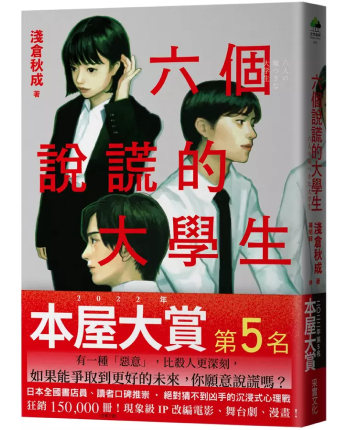 淺倉秋成 著
六個
說謊的
大學生
2022年
本屋大賞 第5名
有一種「惡意」，比殺人更深刻，
如果能爭取到更好的未來，你願意說謊嗎？
日本全國書店員、讀者口碑推崇，絕對猜不到凶手的沉浸式心理戰
狂銷150,000冊！現象級IP改編電影、舞台劇、漫畫！
六個說謊的大學生
淺倉秋成
本屋大賞
采實文化